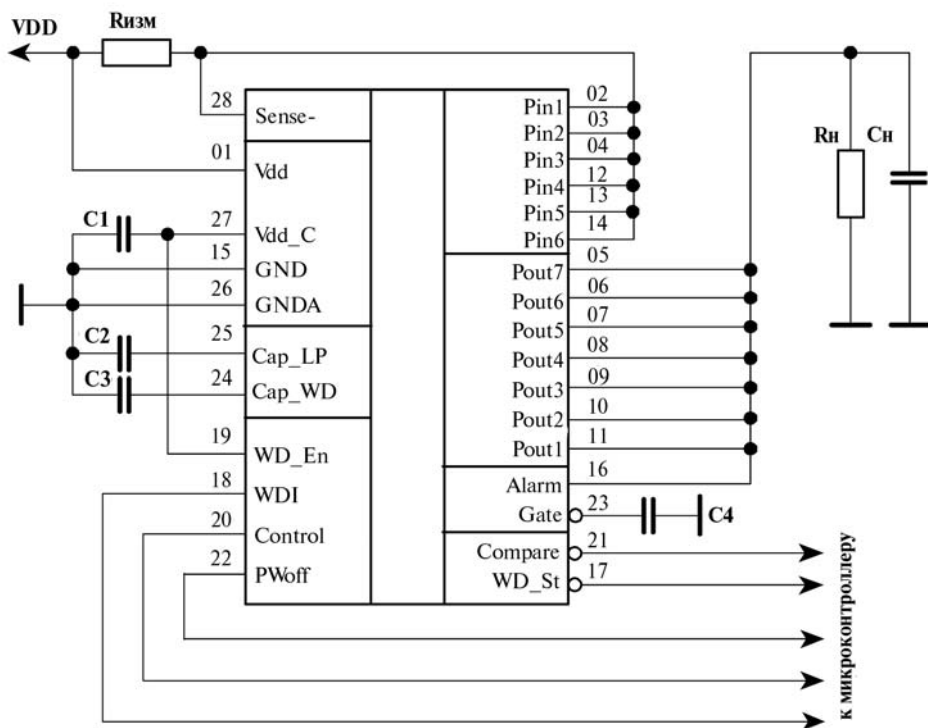 VDD
Rизм
28
Sense-
01
Vdd
C1
27
Vdd_C
15
GND
26
GNDA
C2
25
Cap_LP
C3
24
Cap_WD
19
WD_En
18
WDI
20
Control
22
PWoff
Pin1
02
Pin2
03
Pin3
04
Pin4
12
Pin5
13
Pin6
14
Pout7
05
Pout6
06
Pout5
07
Pout4
08
Pout3
09
Pout2
10
Pout1
11
Alarm
16
Gate
23
C4
Compare
21
WD_St
17
Rн
Cн
к микроконтроллеру